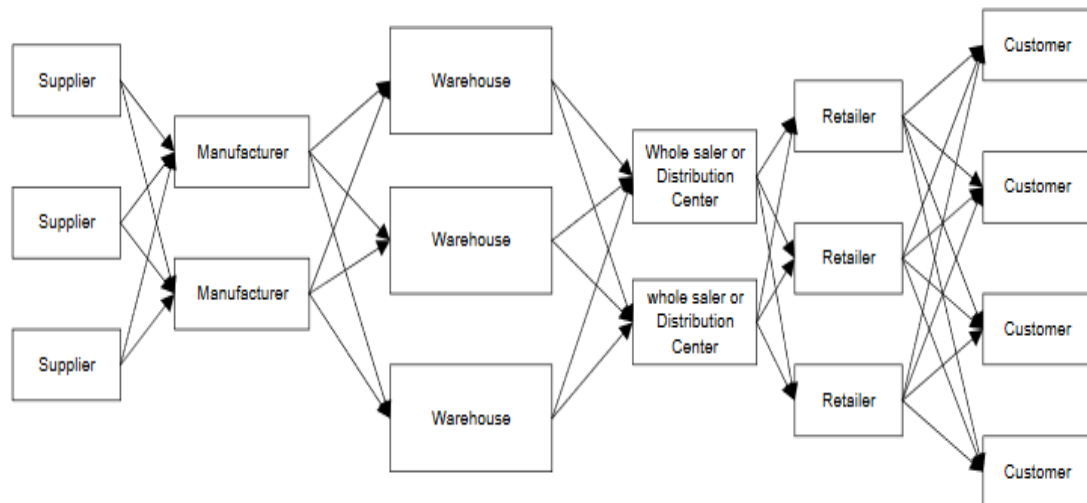 Supplier
Supplier
Supplier
Manufacturer
Manufacturer
Warehouse
Warehouse
Warehouse
Whole saler or
Distribution
Center
whole saler or
Distribution
Center
Retailer
Retailer
Retailer
Customer
Customer
Customer
Customer